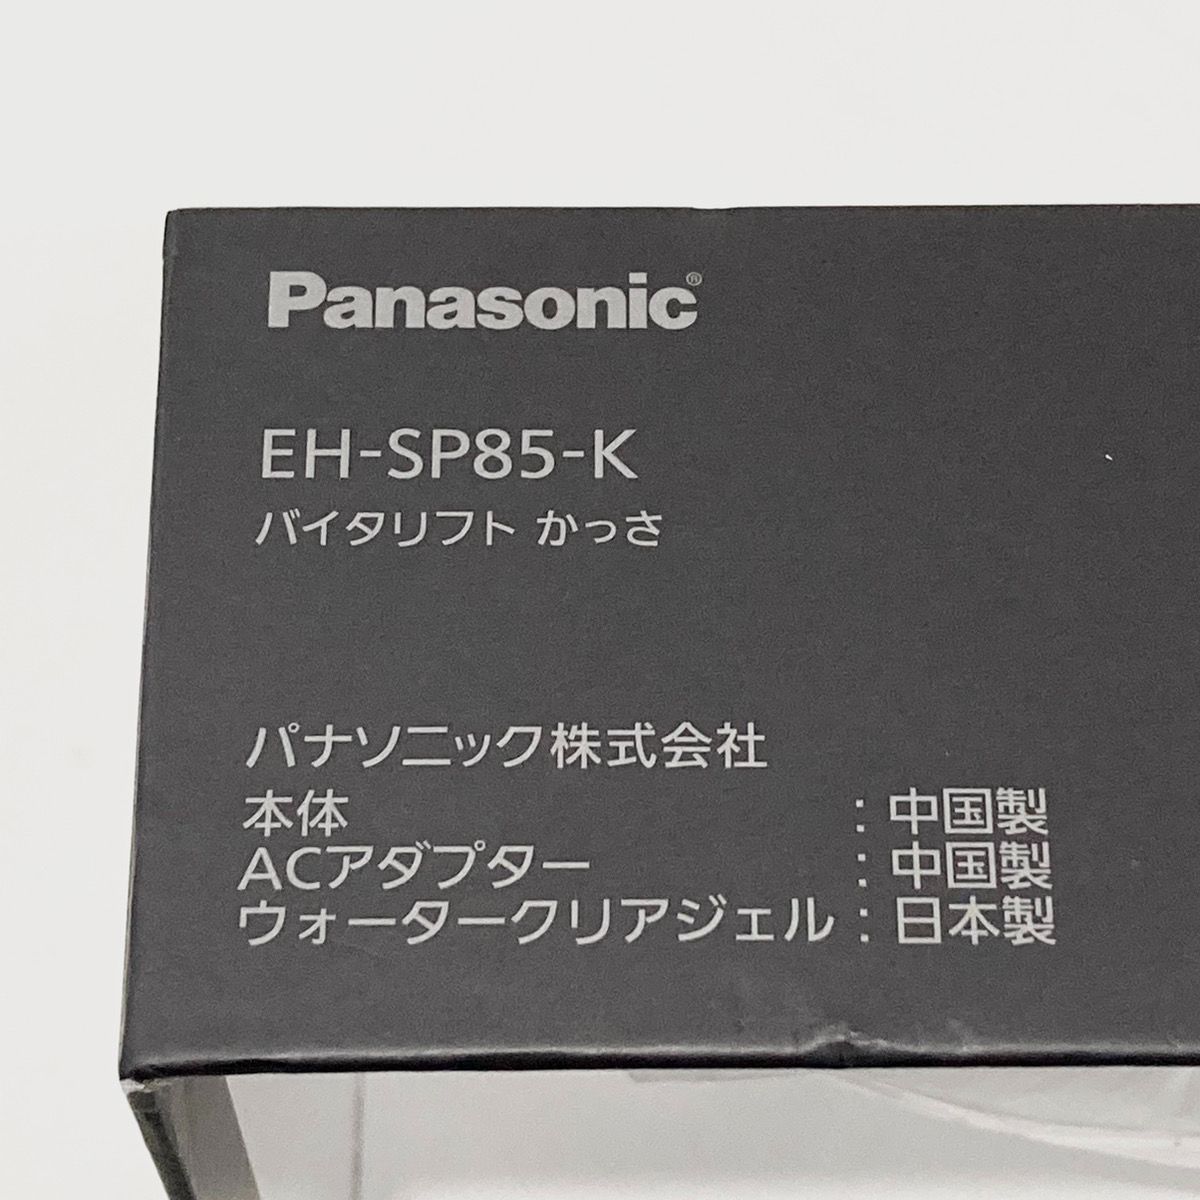 Panasonic®
EH-SP85-K
バイタリフト かっさ
パナソニック株式会社
本体 : 中国製
ACアダプター : 中国製
ウォータークリアジェル : 日本製